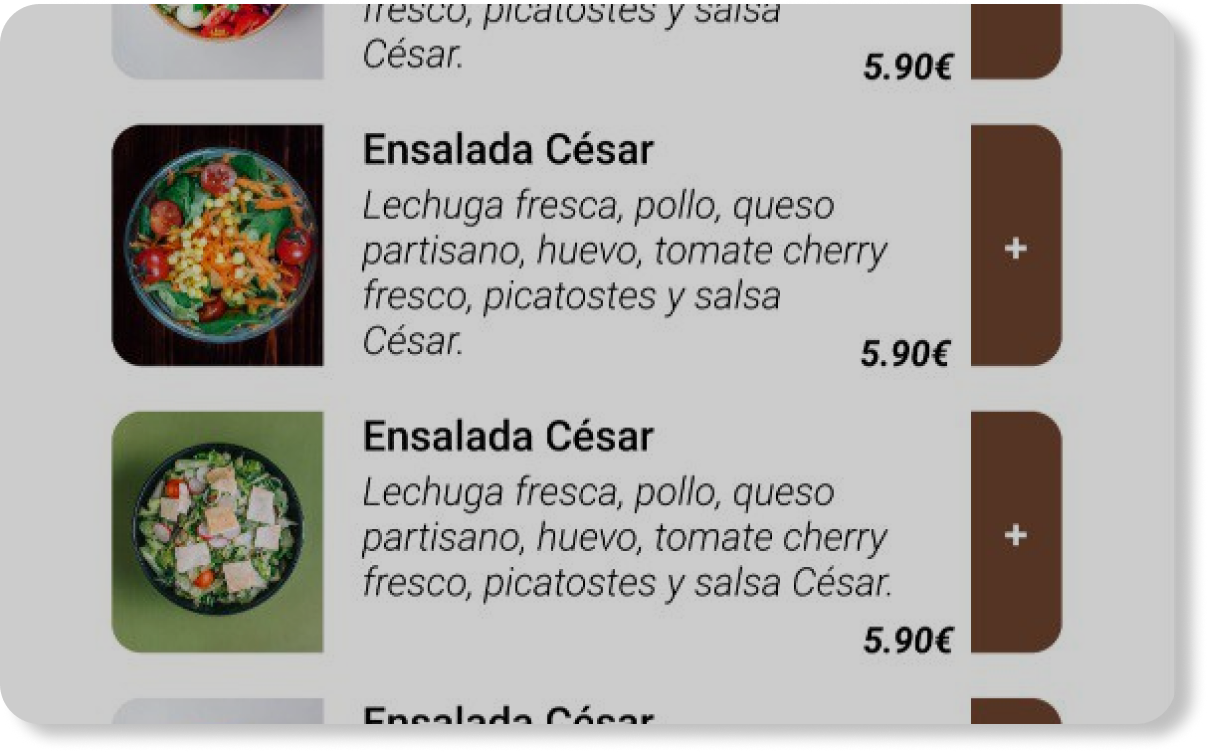 fresco, picatostes y salsa
César.
5.90€
Ensalada César
Lechuga fresca, pollo, queso
partisano, huevo, tomate cherry
fresco, picatostes y salsa
César.
5.90€
+
Ensalada César
Lechuga fresca, pollo, queso
partisano, huevo, tomate cherry
fresco, picatostes y salsa César.
5.90€
+
Ensalada César